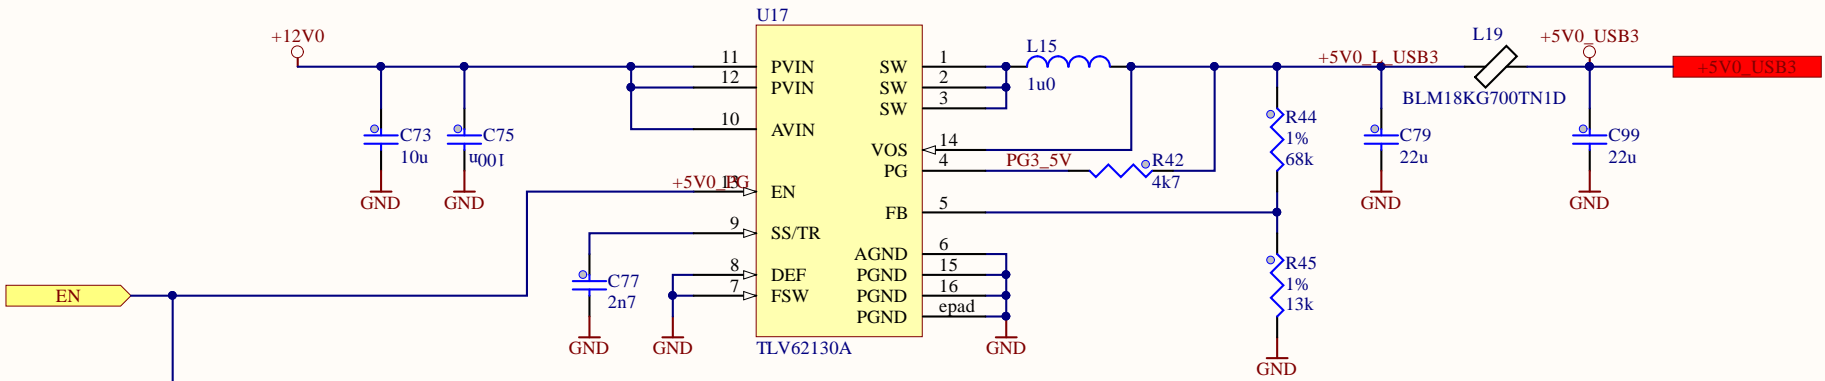 U17
+12V0
L19
+5V0_USB3
L15
+5V0_L_USB3
+5V0_USB3
11
PVIN
SW
1
12
PVIN
SW
2
1u0
SW
3
BLM18KG700TN1D
10
AVIN
R44
1%
68k
C73
10u
C75
100n
C79
22u
C99
22u
VOS
14
PG
4
PG3_5V
R42
4k7
+5V0_PG
13
EN
GND
GND
GND
GND
FB
5
9
SS/TR
AGND
6
8
DEF
PGND
15
R45
1%
13k
C77
2n7
7
FSW
PGND
16
EN
PGND
epad
GND
GND
TLV62130A
GND
GND